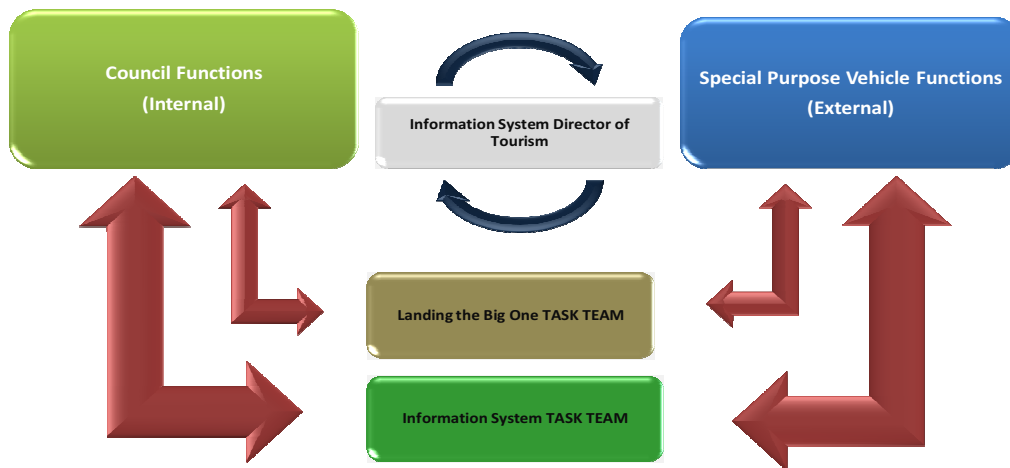 Council Functions
(Internal)
Information System Director of
Tourism
Special Purpose Vehicle Functions
(External)
Landing the Big One TASK TEAM
Information System TASK TEAM